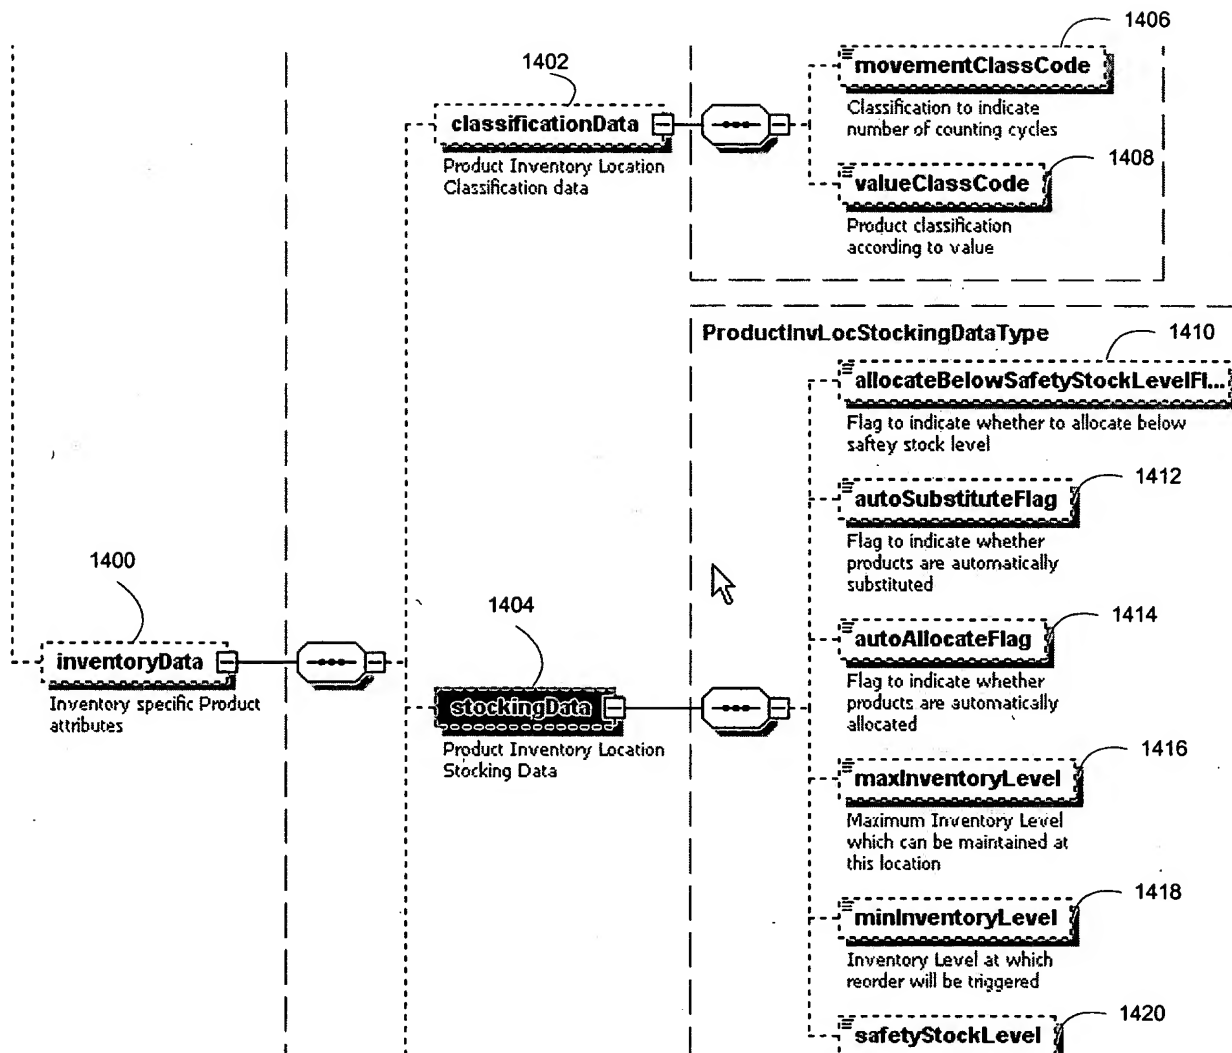 1406
movementClassCode
Classification to indicate
number of counting cycles
1402
classificationData
Product Inventory Location
Classification data
1408
valueClassCode
Product classification
according to value
ProductInvLocStockingDataType
1410
allocateBelowSafetyStockLevelFl...
Flag to indicate whether to allocate below
saftey stock level
1412
autoSubstituteFlag
Flag to indicate whether
products are automatically
substituted
1400
inventoryData
Inventory specific Product
attributes
1404
stockingData
Product Inventory Location
Stocking Data
1414
autoAllocateFlag
Flag to indicate whether
products are automatically
allocated
1416
maxInventoryLevel
Maximum Inventory Level
which can be maintained at
this location
1418
minInventoryLevel
Inventory Level at which
reorder will be triggered
1420
safetyStockLevel